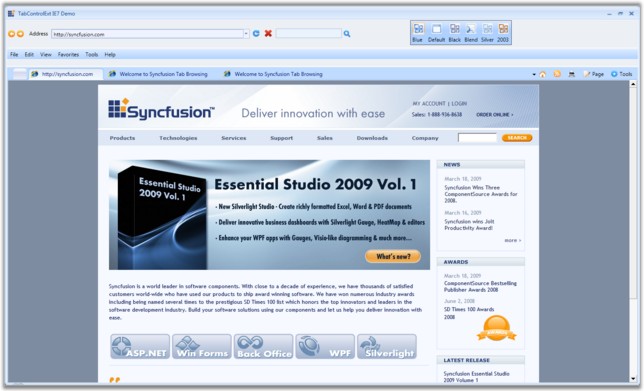 TabControlExt IE7 Demo
Address http://syncfusion.com
Blue Default Black Blend Silver 2003
File Edit View Favorites Tools Help
http://syncfusion.com Welcome to Syncfusion Tab Browsing Welcome to Syncfusion Tab Browsing Page Tools
Syncfusion™ Deliver innovation with ease
MY ACCOUNT | LOGIN
Sales: 1-888-936-8638 ORDER ONLINE ›
Products Technologies Services Support Sales Downloads Company SEARCH
Essential Studio 2009 Vol. 1
Essential Studio 2009 Vol. 1
• New Silverlight Studio - Create richly formatted Excel, Word & PDF documents
• Deliver innovative business dashboards with Silverlight Gauge, HeatMap & editors
• Enhance your WPF apps with Gauges, Visio-like diagramming & much more...
What's new?
NEWS
March 18, 2009
Syncfusion Wins Three
ComponentSource Awards for
2008.
March 16, 2009
Syncfusion wins Jolt
Productivity Award!
more ›
AWARDS
March 18, 2009
ComponentSource Bestselling
Publisher Awards 2008
June 2, 2008
SD Times 100 Awards
2008
Syncfusion is a world leader in software components. With close to a decade of experience, we have thousands of satisfied
customers world-wide who have used our products to ship award winning software. We have won numerous industry awards
including being named several times to the prestigious SD Times 100 list which honors the top innovators and leaders in the
software development industry. Build your software solutions using our components and let us help you deliver innovation with
ease.
ASP.NET Win Forms Back Office WPF Silverlight
LATEST RELEASE
Syncfusion Essential Studio
2009 Volume 1